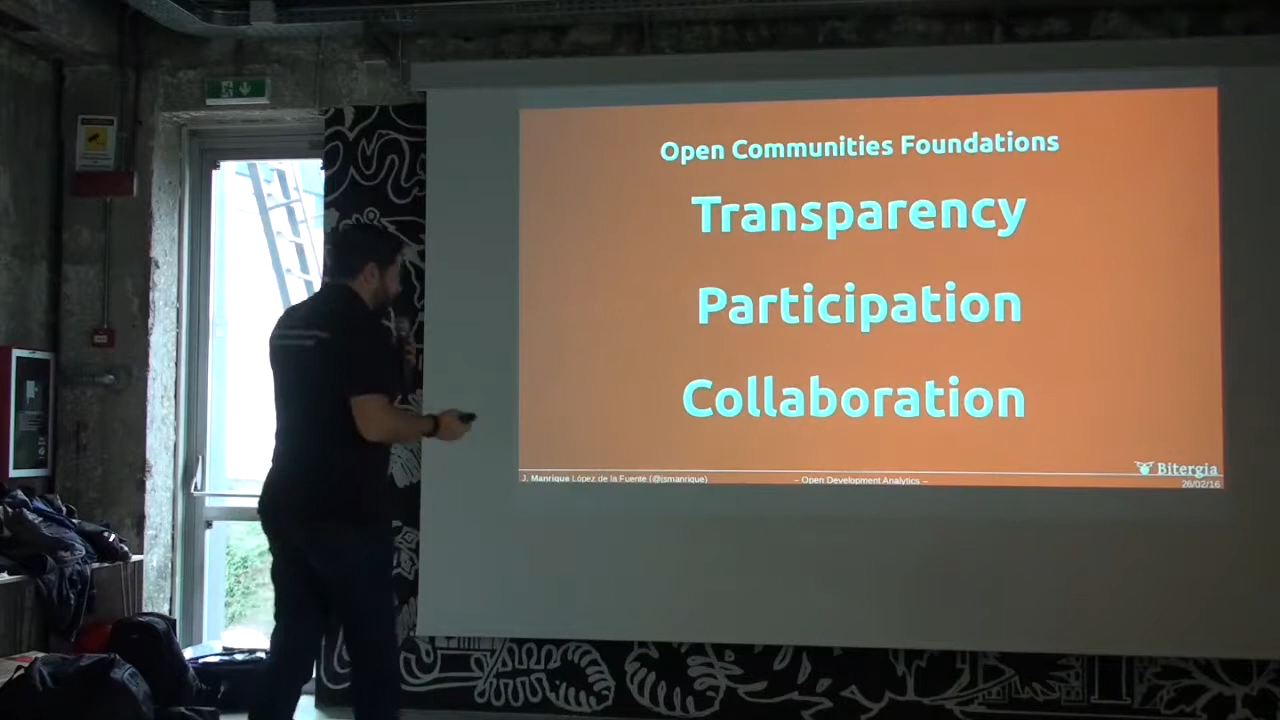 Open Communities Foundations
Transparency
Participation
Collaboration
J. Manrique López de la Fuente (@jsmanrique)
– Open Development Analytics –
Bitergia
26/02/16